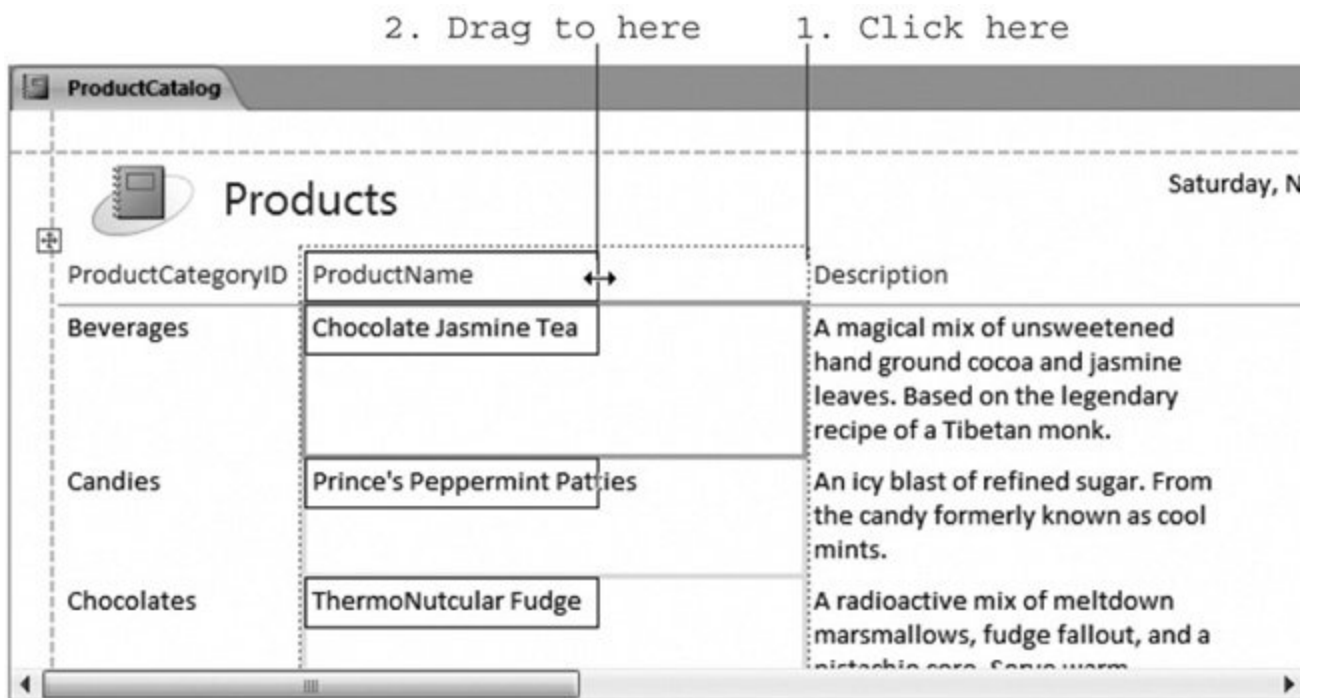 2. Drag to here 1. Click here
ProductCatalog
Products
Saturday, N
ProductCategoryID ProductName Description
Beverages Chocolate Jasmine Tea A magical mix of unsweetened
hand ground cocoa and jasmine
leaves. Based on the legendary
recipe of a Tibetan monk.
Candies Prince's Peppermint Patties An icy blast of refined sugar. From
the candy formerly known as cool
mints.
Chocolates ThermoNutcular Fudge A radioactive mix of meltdown
marsmallows, fudge fallout, and a